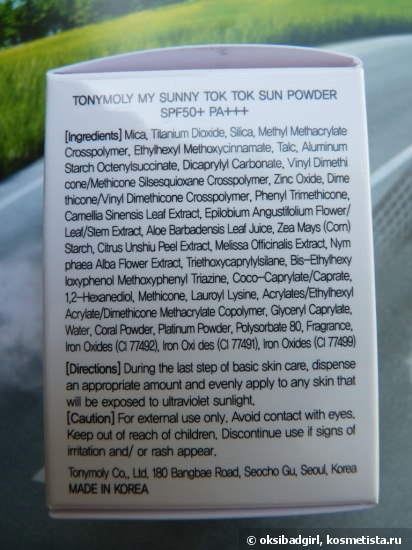 TONYMOLY MY SUNNY TOK TOK SUN POWDER
SPF50+ PA+++
[Ingredients] Mica, Titanium Dioxide, Silica, Methyl Methacrylate
Crosspolymer, Ethylhexyl Methoxycinnamate, Talc, Aluminum
Starch Octenylsuccinate, Dicaprylyl Carbonate, Vinyl Dimethi
cone/Methicone Silsesquioxane Crosspolymer, Zinc Oxide, Dime
thicone/Vinyl Dimethicone Crosspolymer, Phenyl Trimethicone,
Camellia Sinensis Leaf Extract, Epilobium Angustifolium Flower/
Leaf/Stem Extract, Aloe Barbadensis Leaf Juice, Zea Mays (Corn)
Starch, Citrus Unshiu Peel Extract, Melissa Officinalis Extract, Nym
phaea Alba Flower Extract, Triethoxycaprylylsilane, Bis-Ethylhexy
loxyphenol Methoxyphenyl Triazine, Coco-Caprylate/Caprate,
1,2-Hexanediol, Methicone, Lauroyl Lysine, Acrylates/Ethylhexyl
Acrylate/Dimethicone Methacrylate Copolymer, Glyceryl Caprylate,
Water, Coral Powder, Platinum Powder, Polysorbate 80, Fragrance,
Iron Oxides (CI 77492), Iron Oxi des (CI 77491), Iron Oxides (CI 77499)
[Directions] During the last step of basic skin care, dispense
an appropriate amount and evenly apply to any skin that
will be exposed to ultraviolet sunlight.
[Caution] For external use only. Avoid contact with eyes.
Keep out of reach of children. Discontinue use if signs of
irritation and/ or rash appear.
Tonymoly Co., Ltd. 180 Bangbae Road, Seocho Gu, Seoul, Korea
MADE IN KOREA
© oksibadgirl, kosmetista.ru